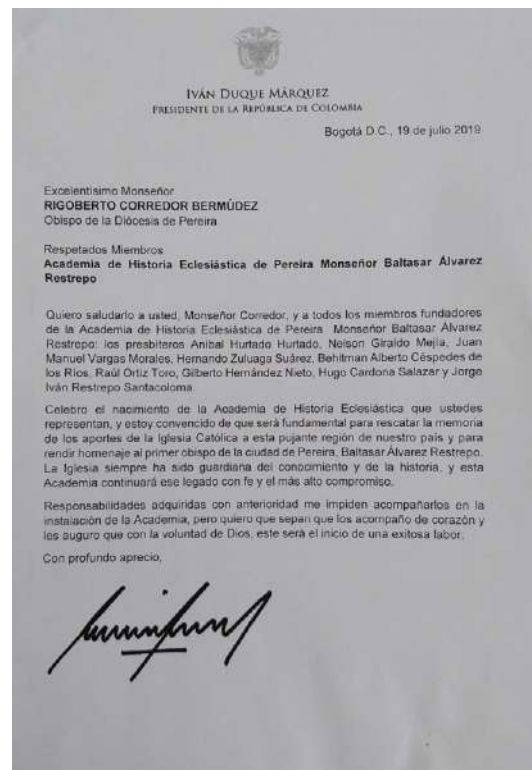 IVÁN DUQUE MÁRQUEZ
PRESIDENTE DE LA REPÚBLICA DE COLOMBIA
Bogotá D.C., 19 de julio 2019
Excelentísimo Monseñor
RIGOBERTO CORREDOR BERMÚDEZ
Obispo de la Diócesis de Pereira
Respetados Miembros
Academia de Historia Eclesiástica de Pereira Monseñor Baltasar Álvarez
Restrepo
Quiero saludarlo a usted, Monseñor Corredor, y a todos los miembros fundadores
de la Academia de Historia Eclesiástica de Pereira Monseñor Baltasar Álvarez
Restrepo: los presbíteros Aníbal Hurtado Hurtado, Nelson Giraldo Mejía, Juan
Manuel Vargas Morales, Hernando Zuluaga Suárez, Behitman Alberto Céspedes de
los Ríos, Raúl Ortiz Toro, Gilberto Hernández Nieto, Hugo Cardona Salazar y Jorge
Iván Restrepo Santacoloma.
Celebro el nacimiento de la Academia de Historia Eclesiástica que ustedes
representan, y estoy convencido de que será fundamental para rescatar la memoria
de los aportes de la Iglesia Católica a esta pujante región de nuestro país y para
rendir homenaje al primer obispo de la ciudad de Pereira, Baltasar Álvarez Restrepo.
La Iglesia siempre ha sido guardiana del conocimiento y de la historia, y esta
Academia continuará ese legado con fe y el más alto compromiso.
Responsabilidades adquiridas con anterioridad me impiden acompañarlos en la
instalación de la Academia, pero quiero que sepan que los acompaño de corazón y
les auguro que con la voluntad de Dios, este será el inicio de una exitosa labor.
Con profundo aprecio,